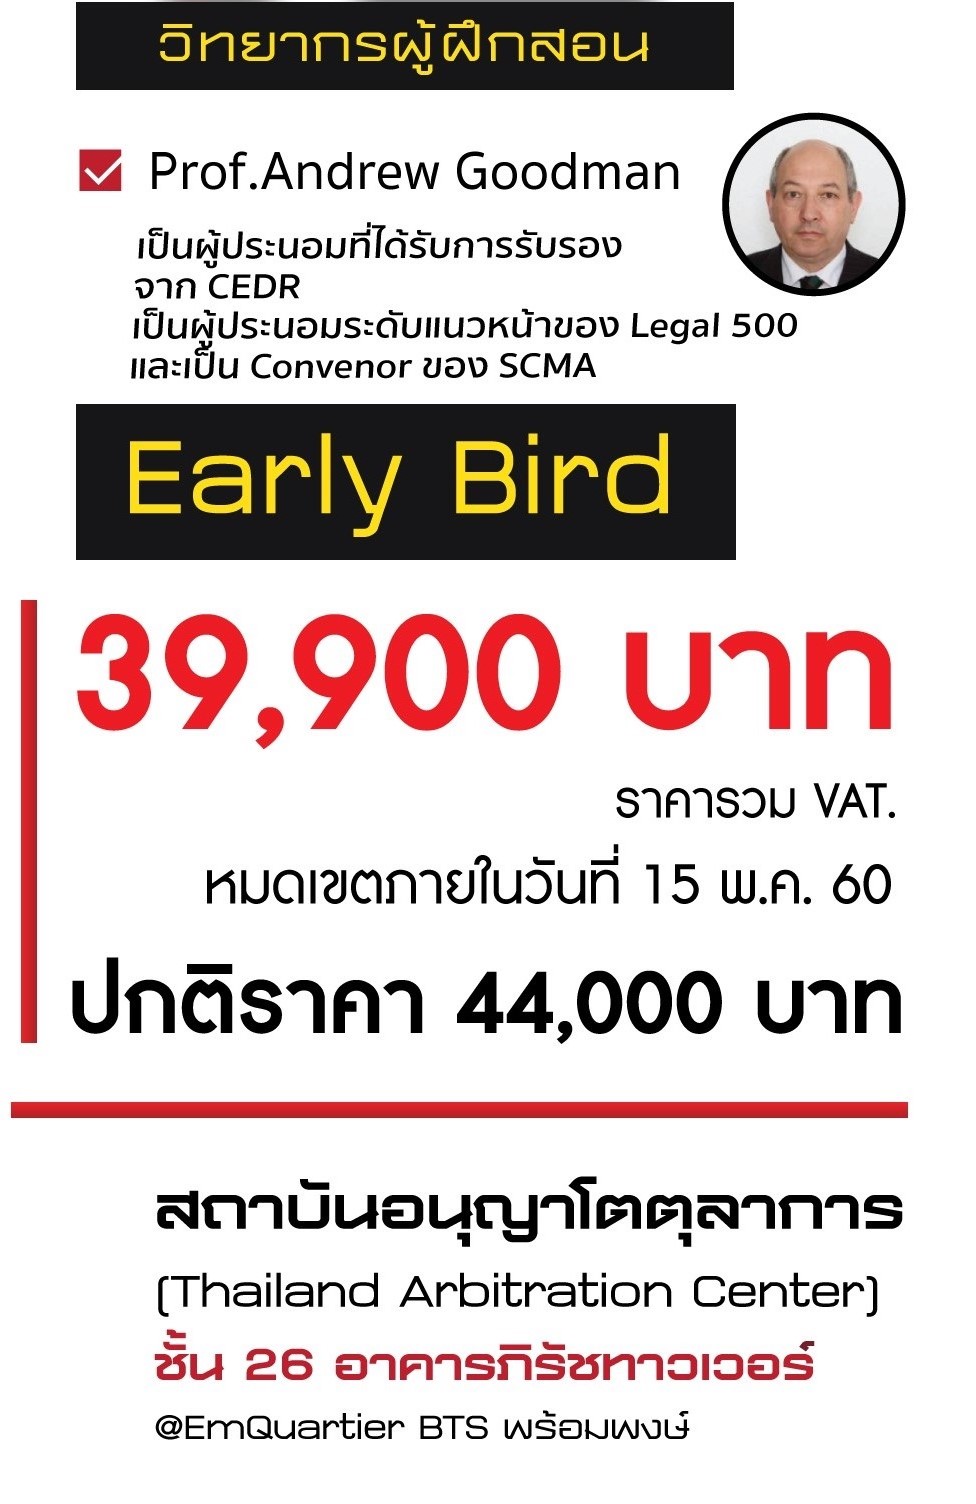 วิทยากรผู้ฝึกสอน
Prof.Andrew Goodman
เป็นผู้ประนอมที่ได้รับการรับรอง
จาก CEDR
เป็นผู้ประนอมระดับแนวหน้าของ Legal 500
และเป็น Convenor ของ SCMA
Early Bird
39,900 บาท
ราคารวม VAT.
หมดเขตภายในวันที่ 15 พ.ค. 60
ปกติราคา 44,000 บาท
สถาบันอนุญาโตตุลาการ
(Thailand Arbitration Center)
ชั้น 26 อาคารภิรัชทาวเวอร์
@EmQuartier BTS พร้อมพงษ์